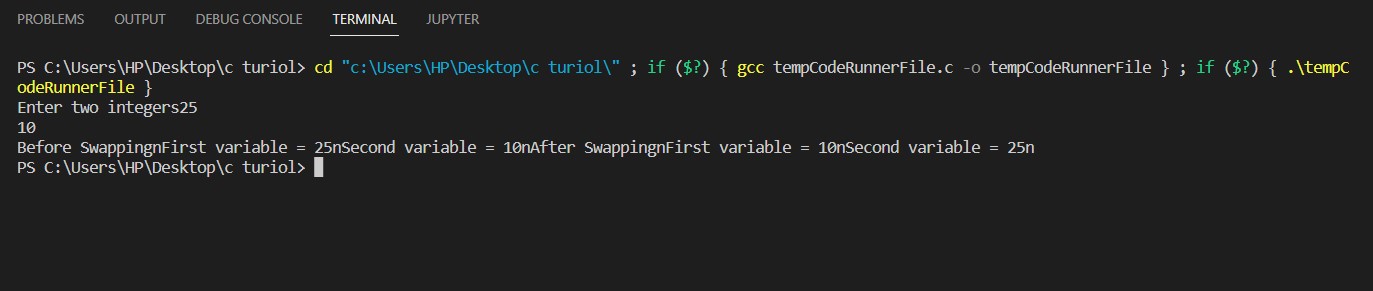 PROBLEMS OUTPUT DEBUG CONSOLE TERMINAL JUPYTER
PS C:\Users\HP\Desktop\c turiol> cd "c:\Users\HP\Desktop\c turiol\" ; if ($?) { gcc tempCodeRunnerFile.c -o tempCodeRunnerFile } ; if ($?) { .\tempC
odeRunnerFile }
Enter two integers25
10
Before SwappingnFirst variable = 25nSecond variable = 10nAfter SwappingnFirst variable = 10nSecond variable = 25n
PS C:\Users\HP\Desktop\c turiol>